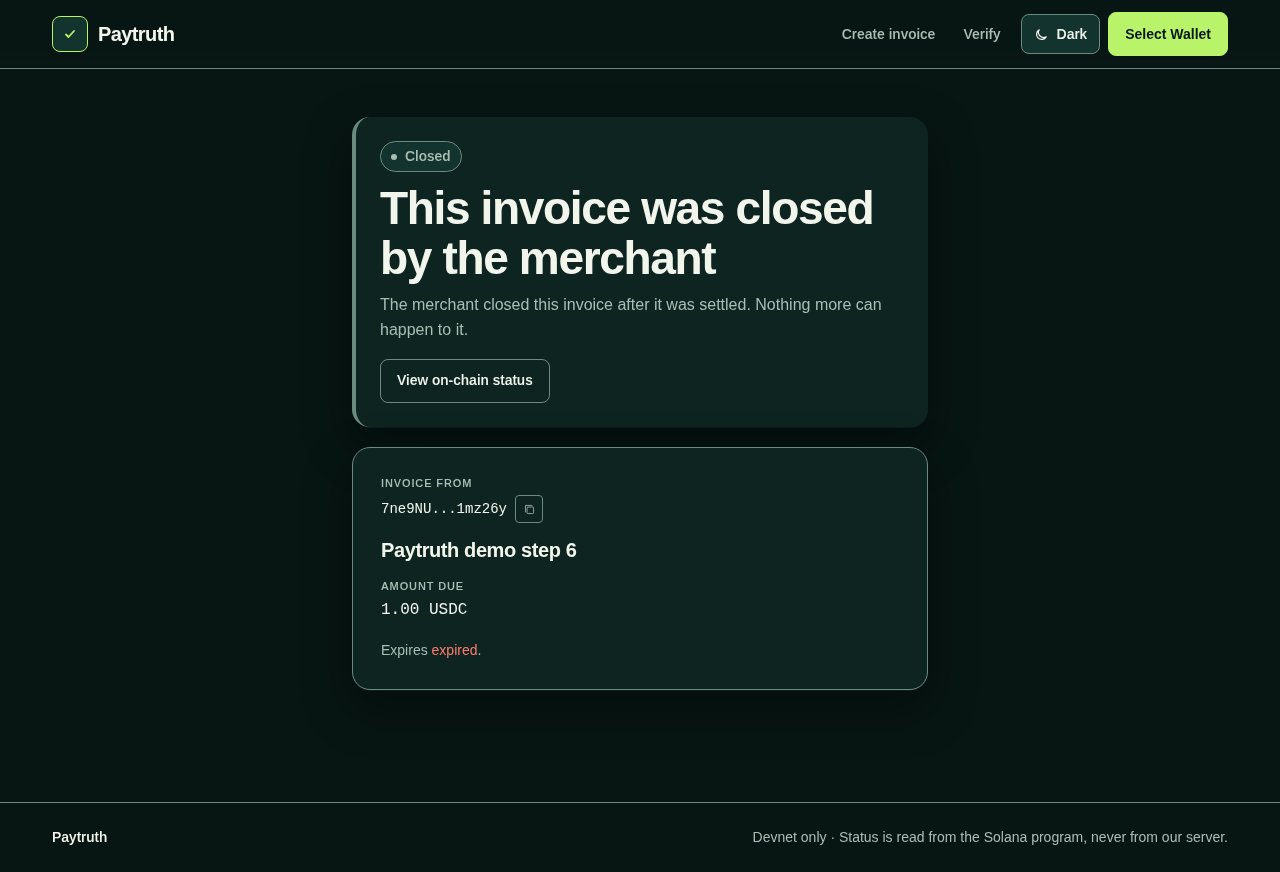 Paytruth
Create invoice
Verify
Dark
Select Wallet
Closed
This invoice was closed
by the merchant
The merchant closed this invoice after it was settled. Nothing more can
happen to it.
View on-chain status
INVOICE FROM
7ne9NU...1mz26y
Paytruth demo step 6
AMOUNT DUE
1.00 USDC
Expires expired.
Paytruth
Devnet only · Status is read from the Solana program, never from our server.